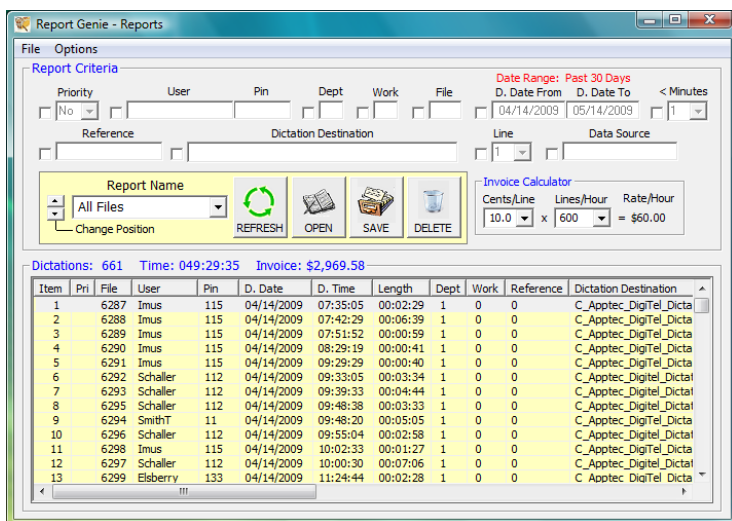 Report Genie - Reports
File Options
Report Criteria
Date Range: Past 30 Days
Priority User Pin Dept Work File D. Date From D. Date To < Minutes
No 04/14/2009 05/14/2009 1
Reference Dictation Destination Line Data Source
1
Report Name
All Files
Change Position
REFRESH OPEN SAVE DELETE
Invoice Calculator
Cents/Line Lines/Hour Rate/Hour
10.0 x 600 = $60.00
Dictations: 661 Time: 049:29:35 Invoice: $2,969.58
Item Pri File User Pin D. Date D. Time Length Dept Work Reference Dictation Destination
1 6287 Imus 115 04/14/2009 07:35:05 00:02:29 1 0 0 C_Apptec_DigiTel_Dicta
2 6288 Imus 115 04/14/2009 07:42:29 00:06:39 1 0 0 C_Apptec_DigiTel_Dicta
3 6289 Imus 115 04/14/2009 07:51:52 00:00:59 1 0 0 C_Apptec_DigiTel_Dicta
4 6290 Imus 115 04/14/2009 08:29:19 00:00:41 1 0 0 C_Apptec_DigiTel_Dicta
5 6291 Imus 115 04/14/2009 09:29:29 00:00:40 1 0 0 C_Apptec_DigiTel_Dicta
6 6292 Schaller 112 04/14/2009 09:33:05 00:03:34 1 0 0 C_Apptec_Digitel_Dictat
7 6293 Schaller 112 04/14/2009 09:39:33 00:04:44 1 0 0 C_Apptec_Digitel_Dictat
8 6295 Schaller 112 04/14/2009 09:48:38 00:03:33 1 0 0 C_Apptec_Digitel_Dictat
9 6294 SmithT 11 04/14/2009 09:48:20 00:05:05 1 0 0 C_Apptec_DigiTel_Dicta
10 6296 Schaller 112 04/14/2009 09:55:04 00:02:58 1 0 0 C_Apptec_Digitel_Dictat
11 6298 Imus 115 04/14/2009 10:02:33 00:01:27 1 0 0 C_Apptec_DigiTel_Dicta
12 6297 Schaller 112 04/14/2009 10:00:30 00:07:06 1 0 0 C_Apptec_Digitel_Dictat
13 6299 Elsberry 133 04/14/2009 11:24:44 00:02:28 1 0 0 C_Apptec_DigiTel_Dicta